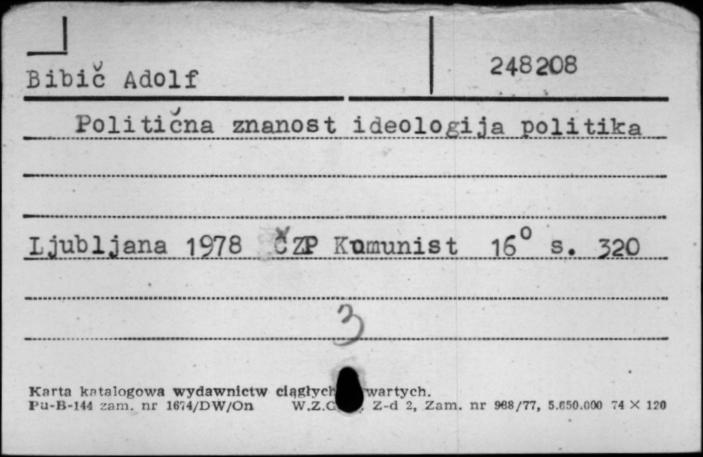 Bibič Adolf
248208
Politična znanost ideologija politika
Ljubljana 1978 ČZP Komunist 16° s. 320
3
Karta katalogowa wydawnictw ciągłych wartych.
Pu-B-144 zam. nr 1674/DW/On W.Z.G. Z-d 2, Zam. nr 968/77, 5.650.000 74 X 120